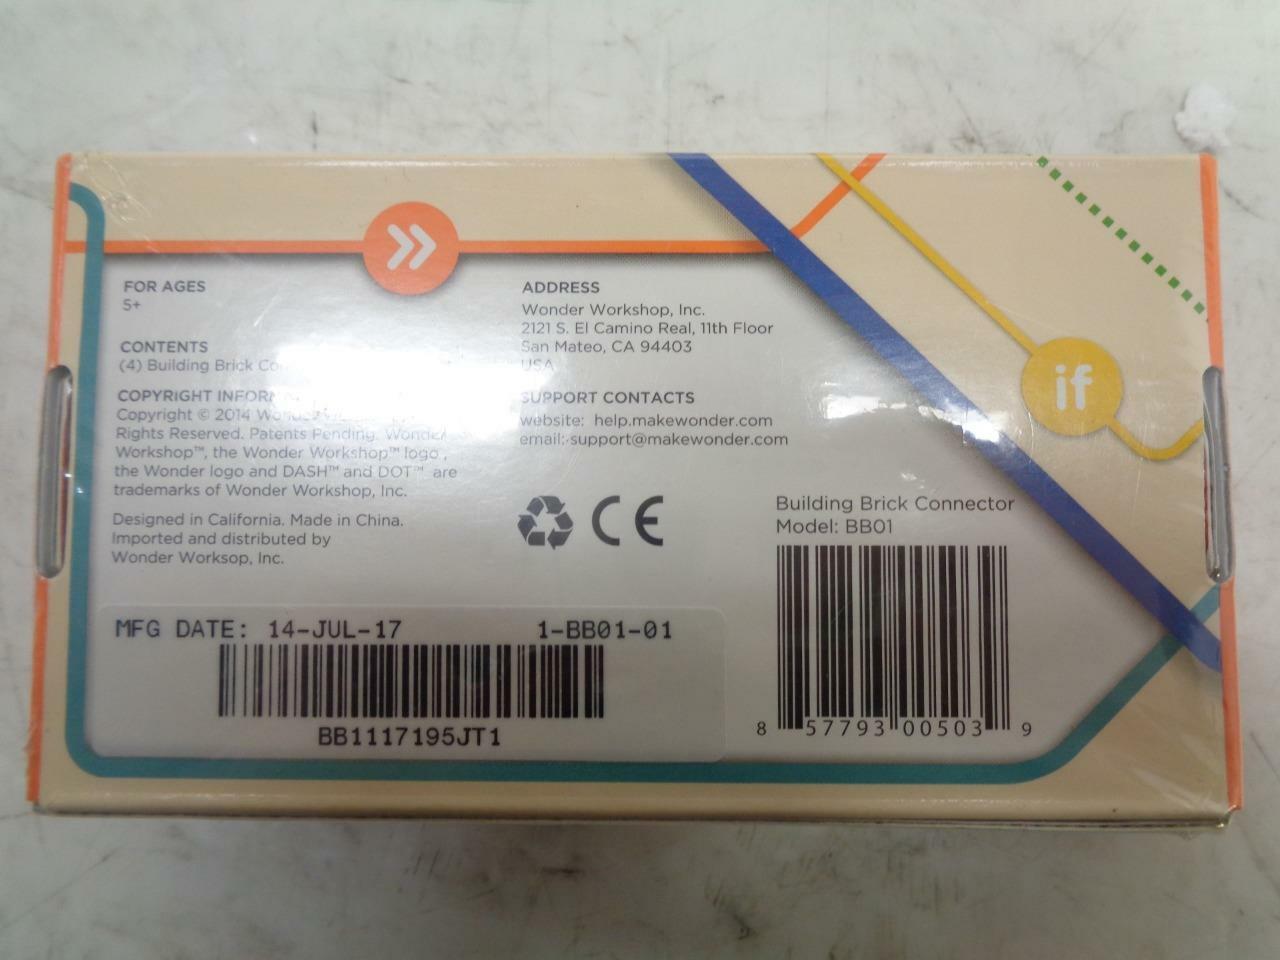 FOR AGES
5+
CONTENTS
(4) Building Brick
COPYRIGHT
Copyright © 2014
Rights Reserved. Patents Pending. Wonder
Workshop™, the Wonder Workshop™ logo,
the Wonder logo and DASH™ and DOT™ are
trademarks of Wonder Workshop, Inc.
Designed in California. Made in China.
Imported and distributed by
Wonder Worksop, Inc.
ADDRESS
Wonder Workshop, Inc.
2121 S. El Camino Real, 11th Floor
San Mateo, CA 94403
USA
SUPPORT CONTACTS
website: help.makewonder.com
email: support@makewonder.com
CE
if
Building Brick Connector
Model: BB01
8 57793 00503 9
MFG DATE: 14-JUL-17 1-BB01-01
BB1117195JT1